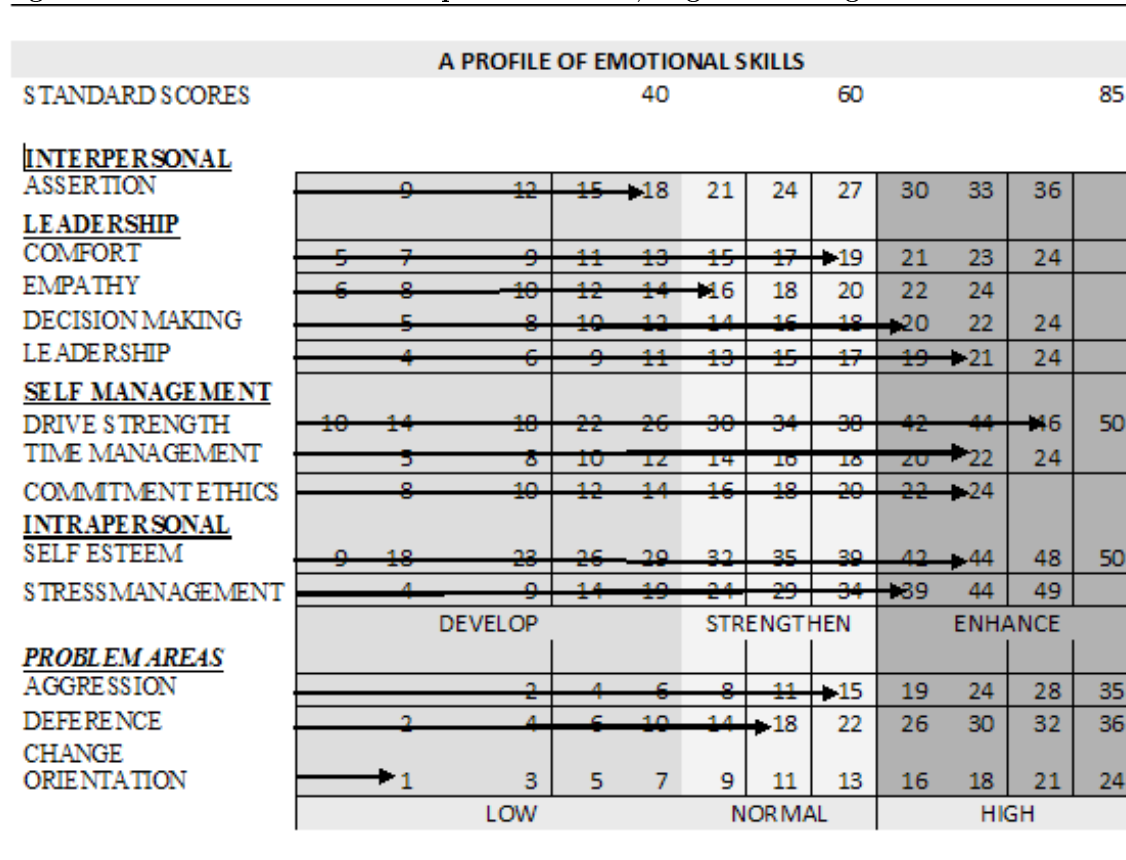 A PROFILE OF EMOTIONAL SKILLS
STANDARD SCORES 40 60 85
INTERPERSONAL
ASSERTION 9 12 15 18 21 24 27 30 33 36
LEADERSHIP
COMFORT 5 7 9 11 13 15 17 19 21 23 24
EMPATHY 6 8 10 12 14 16 18 20 22 24
DECISION MAKING 5 8 10 12 14 16 18 20 22 24
LEADERSHIP 4 6 9 11 13 15 17 19 21 24
SELF MANAGEMENT
DRIVE STRENGTH 10 14 18 22 26 30 34 38 42 44 46 50
TIME MANAGEMENT 5 8 10 12 14 16 18 20 22 24
COMMITMENT ETHICS 8 10 12 14 16 18 20 22 24
INTRAPERSONAL
SELF ESTEEM 9 18 23 26 29 32 35 39 42 44 48 50
STRESS MANAGEMENT 4 9 14 19 24 29 34 39 44 49
DEVELOP STRENGTHEN ENHANCE
PROBLEM AREAS
AGGRESSION 2 4 6 8 11 15 19 24 28 35
DEFERENCE 2 4 6 10 14 18 22 26 30 32 36
CHANGE
ORIENTATION 1 3 5 7 9 11 13 16 18 21 24
LOW NORMAL HIGH